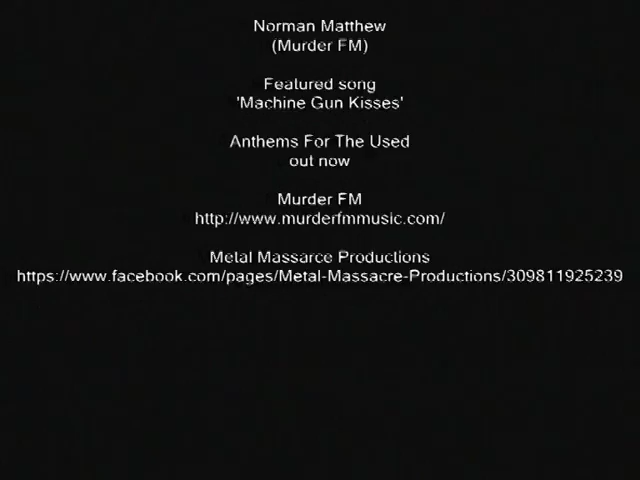 Norman Matthew
(Murder FM)
Featured song
'Machine Gun Kisses'
Anthems For The Used
out now
Murder FM
http://www.murderfmmusic.com/
Metal Massarce Productions
https://www.facebook.com/pages/Metal-Massacre-Productions/309811925239